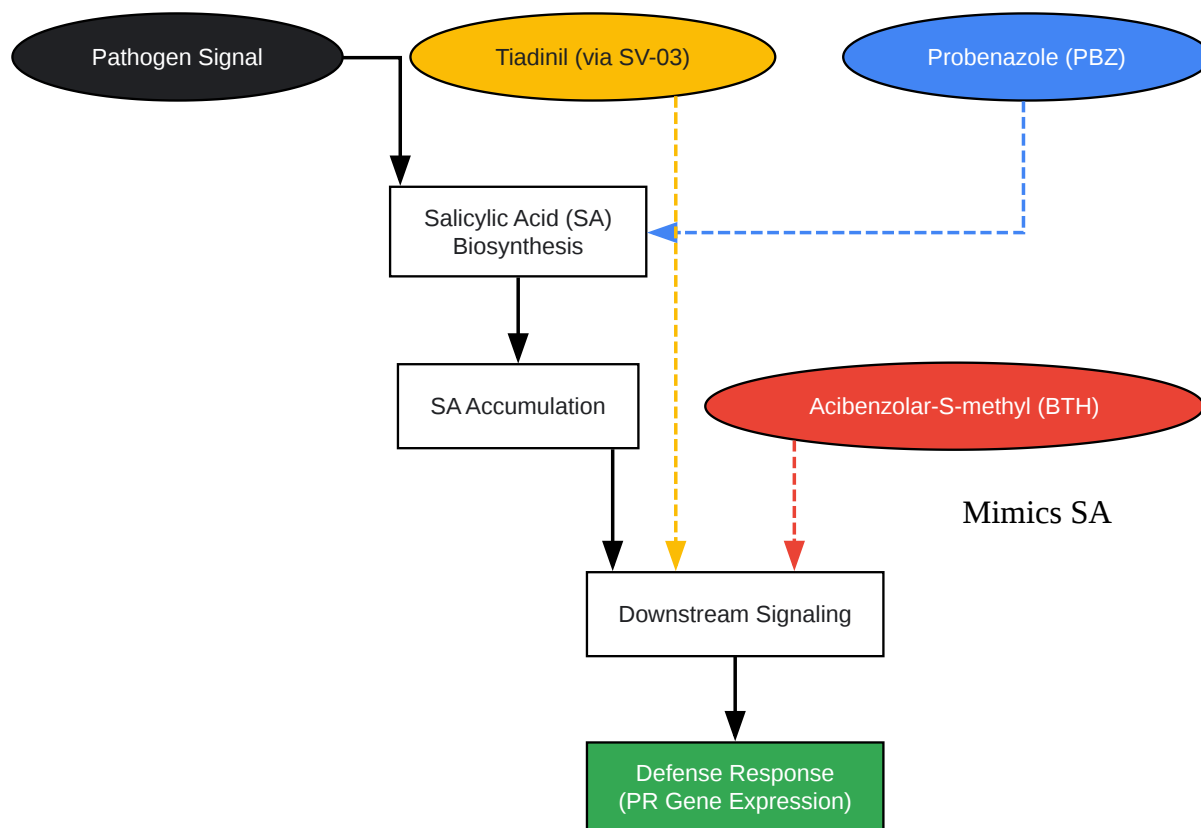 Pathogen Signal
Tiadinil (via SV-03)
Probenazole (PBZ)
Salicylic Acid (SA)
Biosynthesis
SA Accumulation
Acibenzolar-S-methyl (BTH)
Mimics SA
Downstream Signaling
Defense Response
(PR Gene Expression)